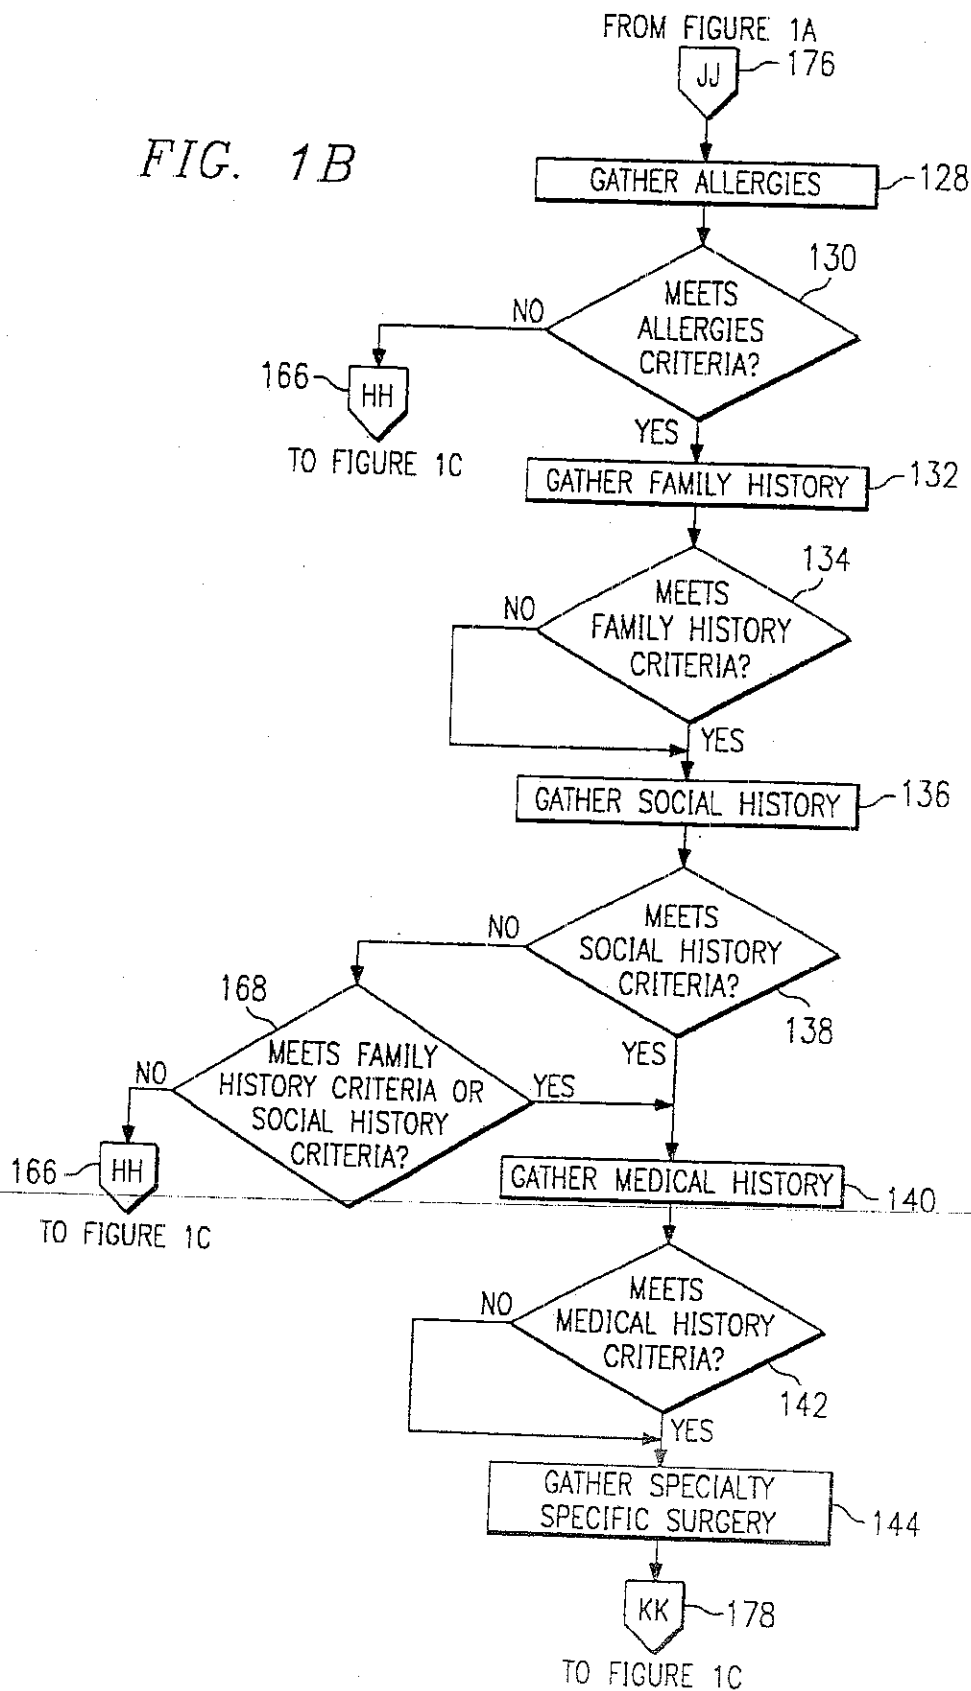 FROM FIGURE 1A
JJ
176
FIG. 1B
GATHER ALLERGIES
128
130
MEETS
ALLERGIES
CRITERIA?
NO
166
HH
TO FIGURE 1C
YES
GATHER FAMILY HISTORY
132
134
MEETS
FAMILY HISTORY
CRITERIA?
NO
YES
GATHER SOCIAL HISTORY
136
MEETS
SOCIAL HISTORY
CRITERIA?
NO
138
168
YES
MEETS FAMILY
HISTORY CRITERIA OR
SOCIAL HISTORY
CRITERIA?
NO
YES
166
HH
TO FIGURE 1C
GATHER MEDICAL HISTORY
140
MEETS
MEDICAL HISTORY
CRITERIA?
NO
142
YES
GATHER SPECIALTY
SPECIFIC SURGERY
144
KK
178
TO FIGURE 1C